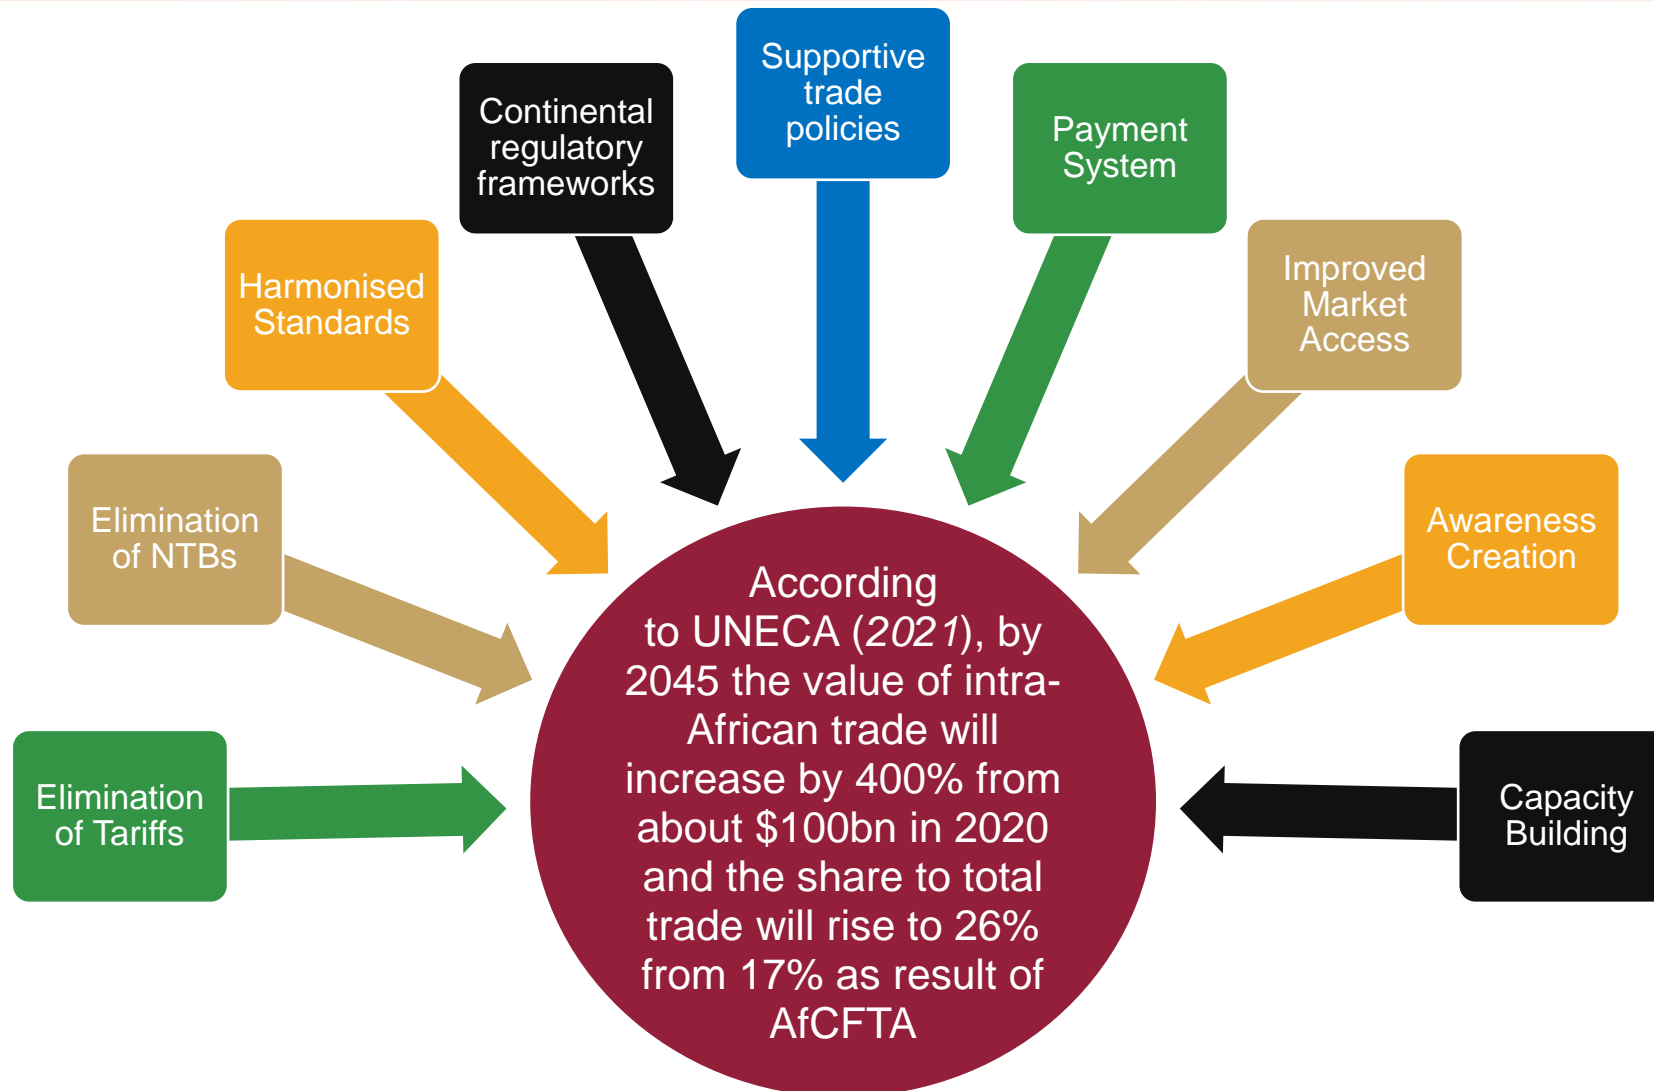 Supportive
trade
policies
Continental
regulatory
frameworks
Payment
System
Harmonised
Standards
Improved
Market
Access
Elimination
of NTBs
Awareness
Creation
Elimination
of Tariffs
Capacity
Building
According
to UNECA (2021), by
2045 the value of intra-
African trade will
increase by 400% from
about $100bn in 2020
and the share to total
trade will rise to 26%
from 17% as result of
AfCFTA